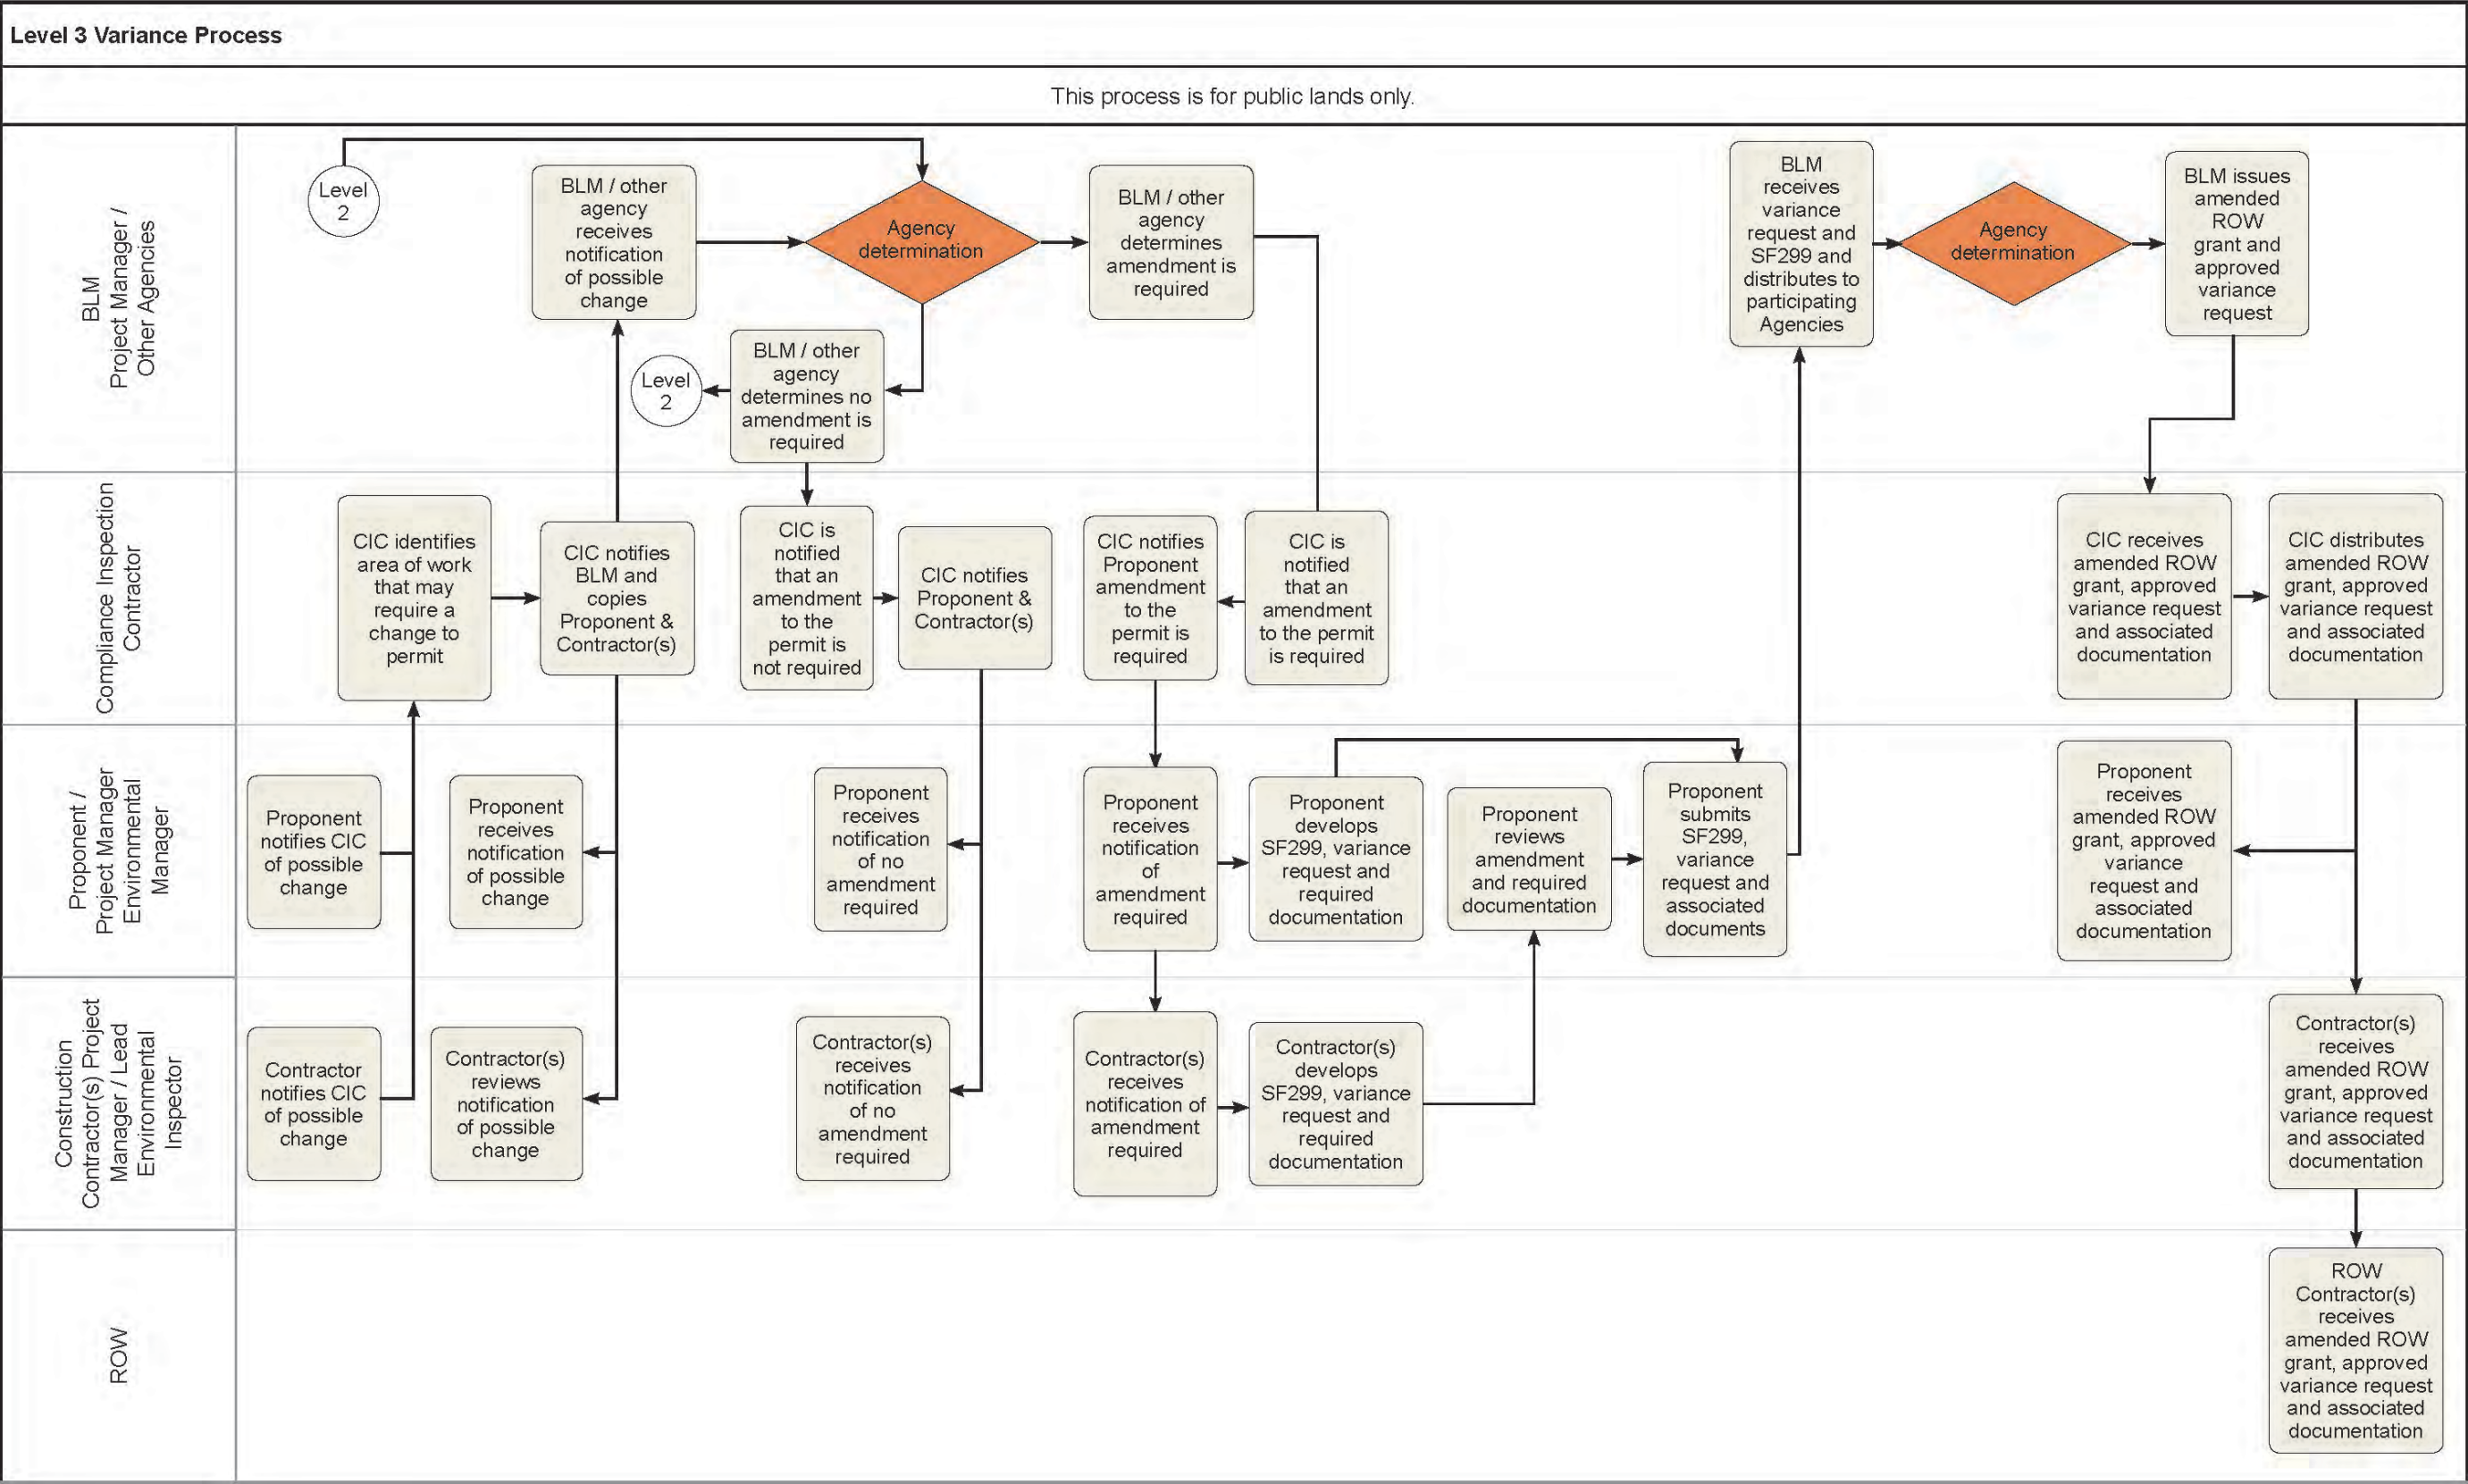 Level 3 Variance Process
This process is for public lands only.
BLM
Project Manager /
Other Agencies
Level
2
BLM / other
agency
receives
notification
of possible
change
Agency
determination
BLM / other
agency
determines
amendment is
required
BLM / other
agency
determines no
amendment is
required
Level
2
BLM
receives
variance
request and
SF299 and
distributes to
participating
Agencies
Agency
determination
BLM issues
amended
ROW
grant and
approved
variance
request
Compliance Inspection
Contractor
CIC identifies
area of work
that may
require a
change to
permit
CIC notifies
BLM and
copies
Proponent &
Contractor(s)
CIC is
notified
that an
amendment
to the
permit is
not required
CIC notifies
Proponent &
Contractor(s)
CIC notifies
Proponent
amendment
to the
permit is
required
CIC is
notified
that an
amendment
to the permit
is required
CIC receives
amended ROW
grant, approved
variance request
and associated
documentation
CIC distributes
amended ROW
grant, approved
variance request
and associated
documentation
Proponent /
Project Manager
Environmental
Manager
Proponent
notifies CIC
of possible
change
Proponent
receives
notification
of possible
change
Proponent
receives
notification
of no
amendment
required
Proponent
receives
notification
of
amendment
required
Proponent
develops
SF299, variance
request and
required
documentation
Proponent
reviews
amendment
and required
documentation
Proponent
submits
SF299,
variance
request and
associated
documents
Proponent
receives
amended ROW
grant, approved
variance
request and
associated
documentation
Construction
Contractor(s) Project
Manager / Lead
Environmental
Inspector
Contractor
notifies CIC
of possible
change
Contractor(s)
reviews
notification
of possible
change
Contractor(s)
receives
notification
of no
amendment
required
Contractor(s)
receives
notification of
amendment
required
Contractor(s)
develops
SF299, variance
request and
required
documentation
Contractor(s)
receives
amended ROW
grant, approved
variance request
and associated
documentation
ROW
ROW
Contractor(s)
receives
amended ROW
grant, approved
variance request
and associated
documentation